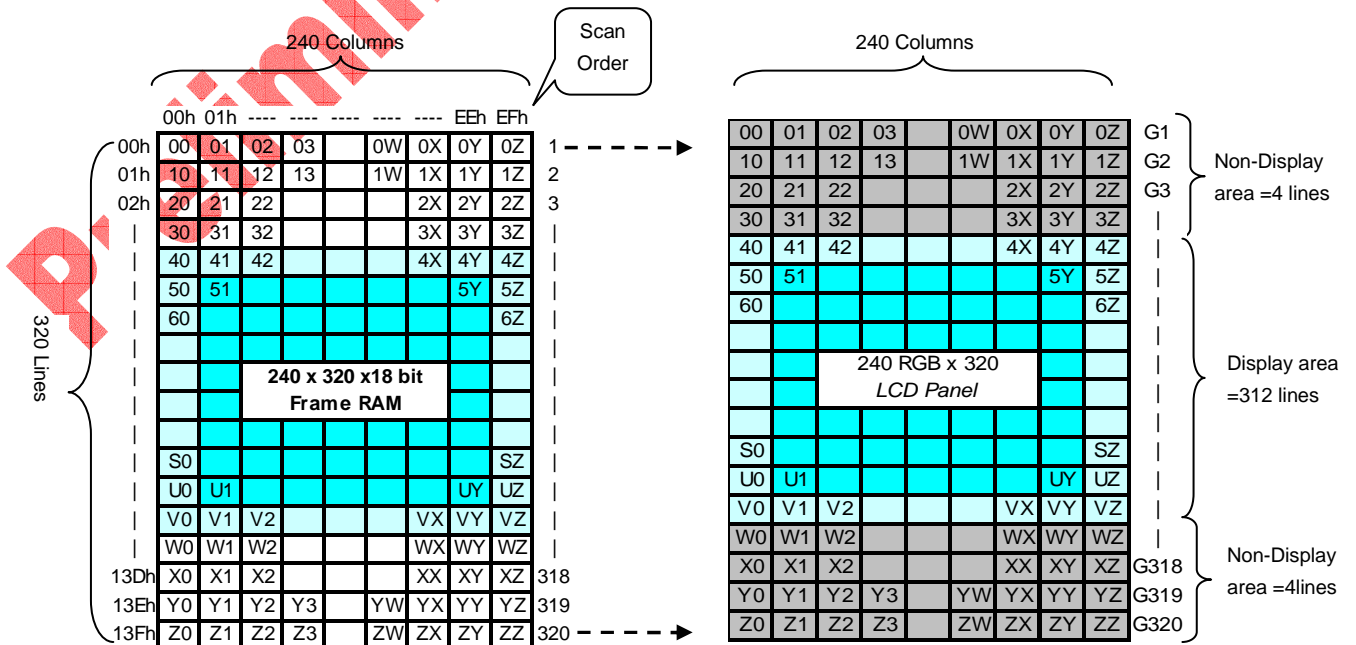 Prelimin
240 Columns
Scan
Order
240 Columns
00h 01h ---- ---- ---- ---- ---- EEh EFh
00h 00 01 02 03 0W 0X 0Y 0Z 1
01h 10 11 12 13 1W 1X 1Y 1Z 2
02h 20 21 22 2X 2Y 2Z 3
30 31 32 3X 3Y 3Z
40 41 42 4X 4Y 4Z
50 51 5Y 5Z
60 6Z
320 Lines
240 x 320 x18 bit
Frame RAM
S0 SZ
U0 U1 UY UZ
V0 V1 V2 VX VY VZ
W0 W1 W2 WX WY WZ
13Dh X0 X1 X2 XX XY XZ 318
13Eh Y0 Y1 Y2 Y3 YW YX YY YZ 319
13Fh Z0 Z1 Z2 Z3 ZW ZX ZY ZZ 320
00 01 02 03 0W 0X 0Y 0Z G1
10 11 12 13 1W 1X 1Y 1Z G2
20 21 22 2X 2Y 2Z G3
30 31 32 3X 3Y 3Z
Non-Display
area =4 lines
40 41 42 4X 4Y 4Z
50 51 5Y 5Z
60 6Z
240 RGB x 320
LCD Panel
Display area
=312 lines
S0 SZ
U0 U1 UY UZ
V0 V1 V2 VX VY VZ
W0 W1 W2 WX WY WZ
X0 X1 X2 XX XY XZ G318
Y0 Y1 Y2 Y3 YW YX YY YZ G319
Z0 Z1 Z2 Z3 ZW ZX ZY ZZ G320
Non-Display
area =4lines